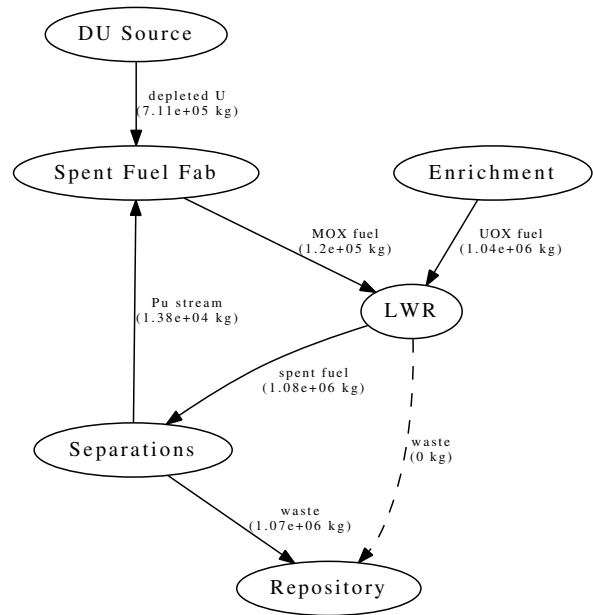 DU Source
depleted U
(7.11e+05 kg)
Spent Fuel Fab
Enrichment
MOX fuel
(1.2e+05 kg)
UOX fuel
(1.04e+06 kg)
Pu stream
(1.38e+04 kg)
LWR
spent fuel
(1.08e+06 kg)
Separations
waste
(0 kg)
waste
(1.07e+06 kg)
Repository